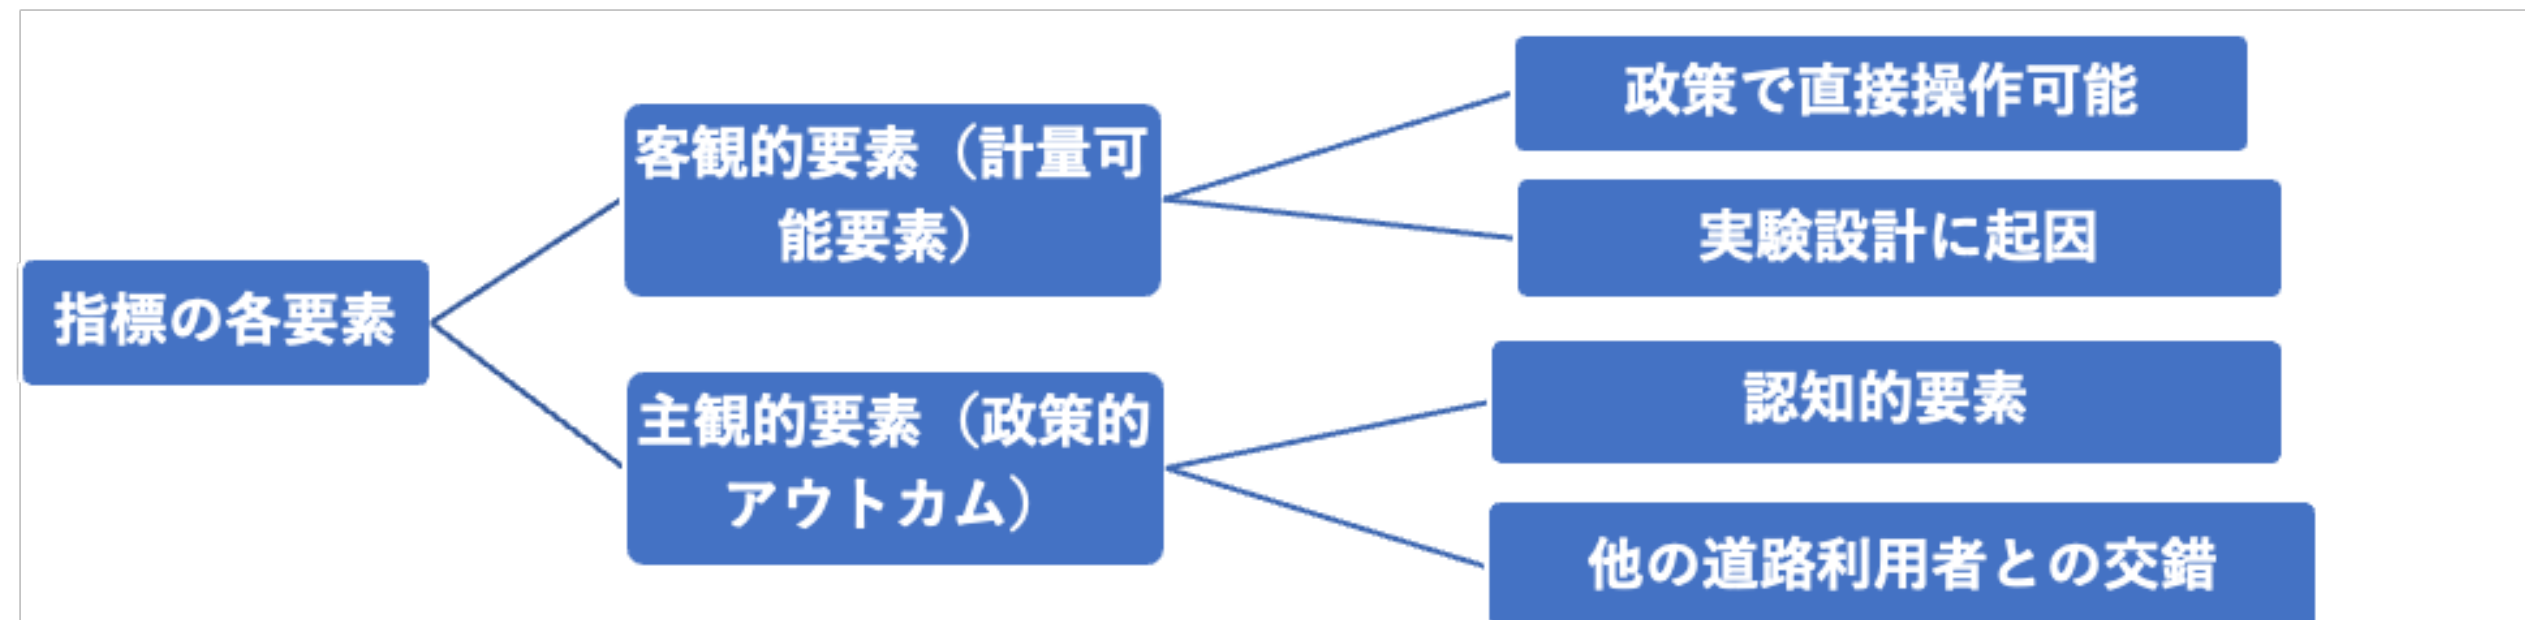 指標の各要素
客観的要素（計量可
能要素）
主観的要素（政策的
アウトカム）
政策で直接操作可能
実験設計に起因
認知的要素
他の道路利用者との交錯